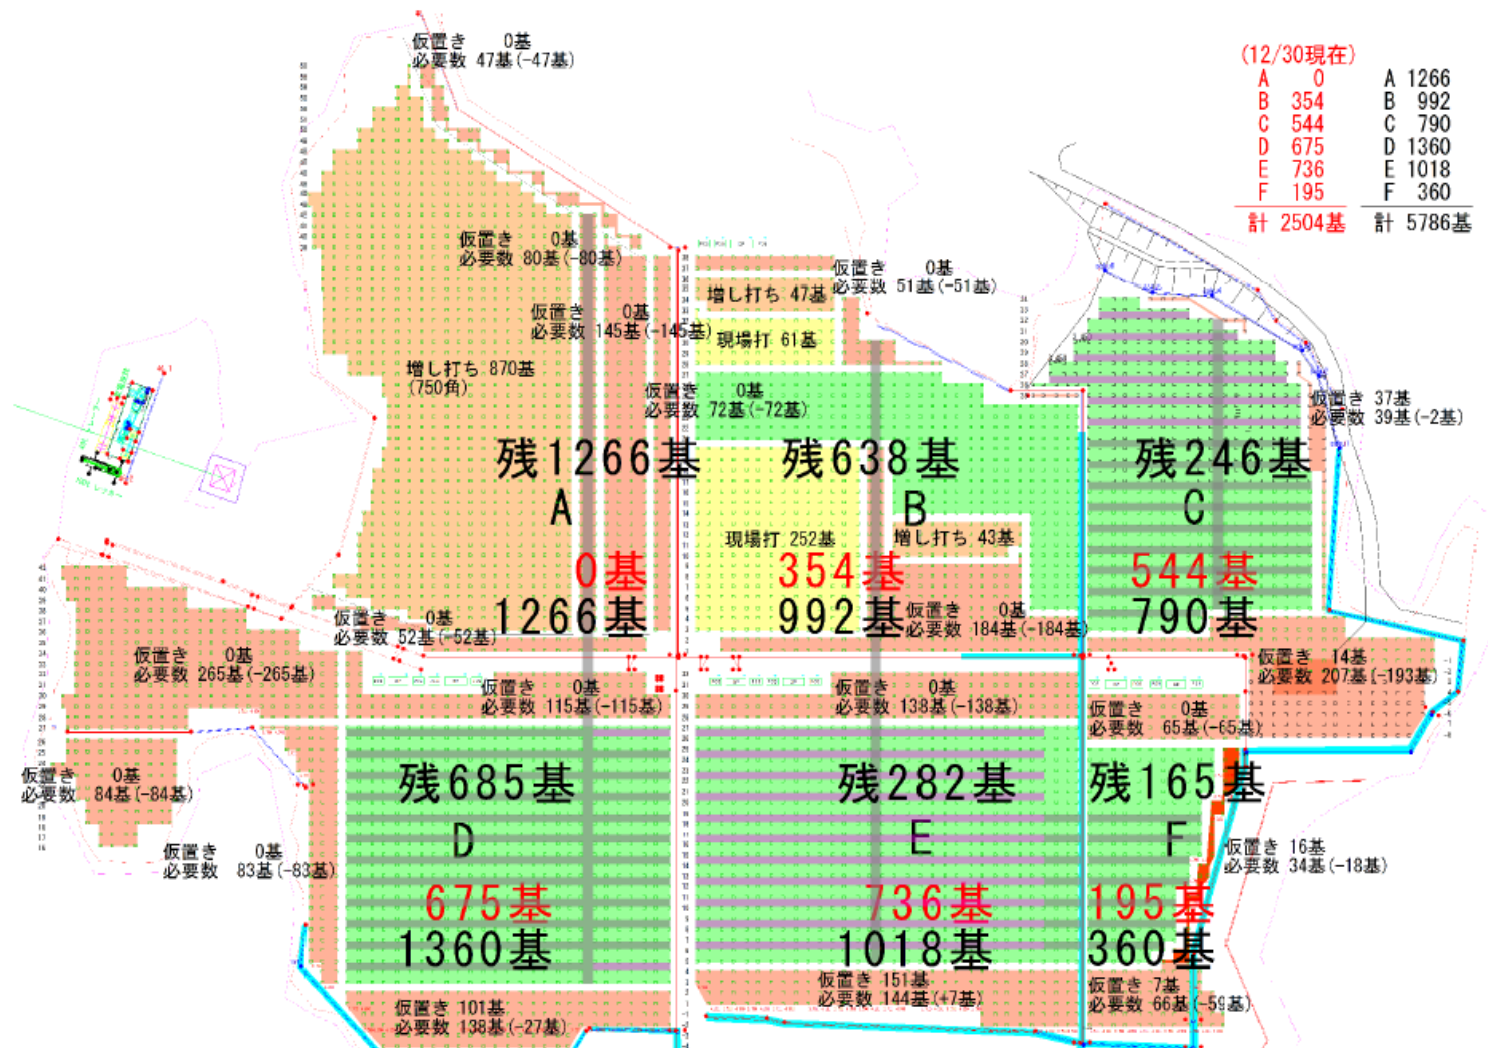 仮置き 0基
必要数 47基(-47基)
(12/30現在)
A 0
B 354
C 544
D 675
E 736
F 195
計 2504基
A 1266
B 992
C 790
D 1360
E 1018
F 360
計 5786基
仮置き 0基
必要数 80基(-80基)
仮置き 0基
必要数 145基(-145基)
増し打ち 870基
(750角)
増し打ち 47基
現場打 61基
仮置き 0基
必要数 51基(-51基)
仮置き 0基
必要数 72基(-72基)
仮置き 37基
必要数 39基(-2基)
残1266基
A
0基
1266基
残638基
B
354基
992基
現場打 252基
増し打ち 43基
残246基
C
544基
790基
仮置き 0基
必要数 52基(-52基)
仮置き 0基
必要数 184基(-184基)
仮置き 0基
必要数 265基(-265基)
仮置き 0基
必要数 115基(-115基)
仮置き 0基
必要数 138基(-138基)
仮置き 14基
必要数 207基(-193基)
仮置き 0基
必要数 65基(-65基)
仮置き 0基
必要数 84基(-84基)
仮置き 0基
必要数 83基(-83基)
残685基
D
675基
1360基
残282基
E
736基
1018基
残165基
F
195基
360基
仮置き 16基
必要数 34基(-18基)
仮置き 101基
必要数 138基(-27基)
仮置き 151基
必要数 144基(+7基)
仮置き 7基
必要数 66基(-59基)